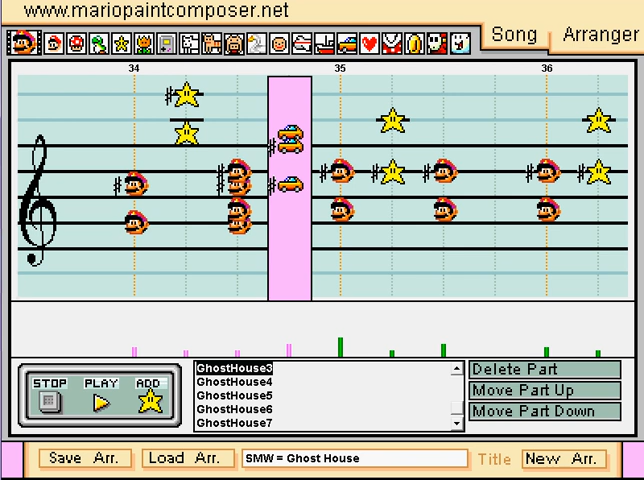 www.mariopaintcomposer.net
Song
Arranger
34 35 36
STOP PLAY ADD
GhostHouse3
GhostHouse4
GhostHouse5
GhostHouse6
GhostHouse7
Delete Part
Move Part Up
Move Part Down
Save Arr.
Load Arr.
SMW = Ghost House
Title
New Arr.